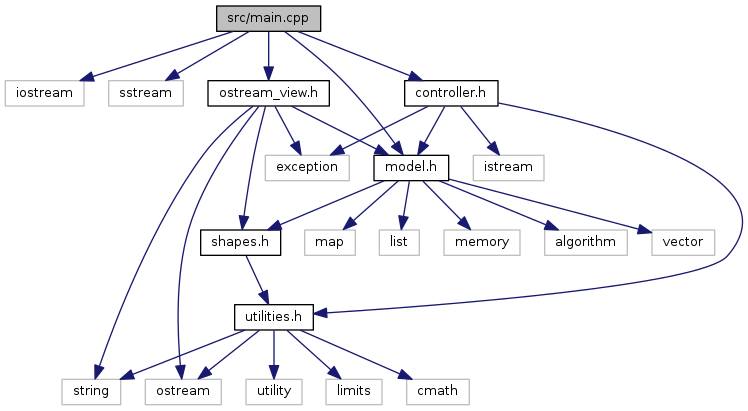 src/main.cpp
iostream
sstream
ostream_view.h
controller.h
exception
model.h
istream
shapes.h
map
list
memory
algorithm
vector
utilities.h
string
ostream
utility
limits
cmath